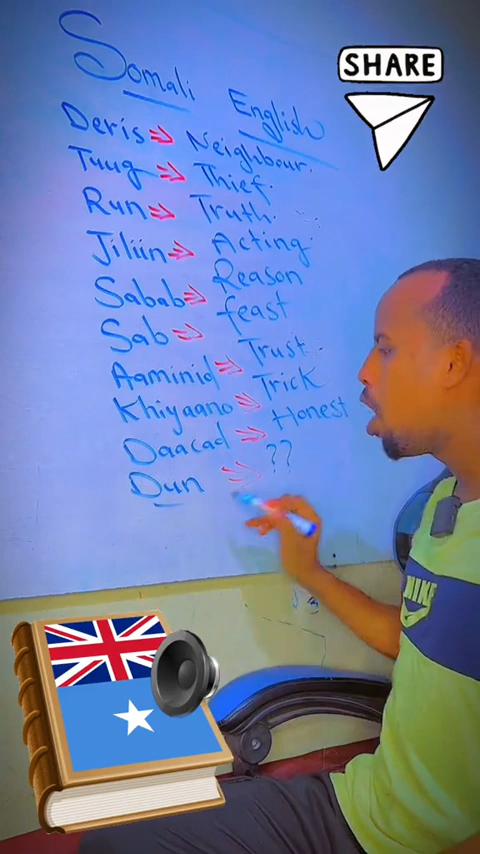 SHARE
Somali English
Deris ⇒ Neighbour.
Tuug ⇒ Thief.
Run ⇒ Truth.
Jiliin ⇒ Acting.
Sabab ⇒ Reason
Sab ⇒ feast
Aaminid ⇒ Trust.
Khiyaano ⇒ Trick
Daacad ⇒ Honest
Dun ⇒ ??
NIKE